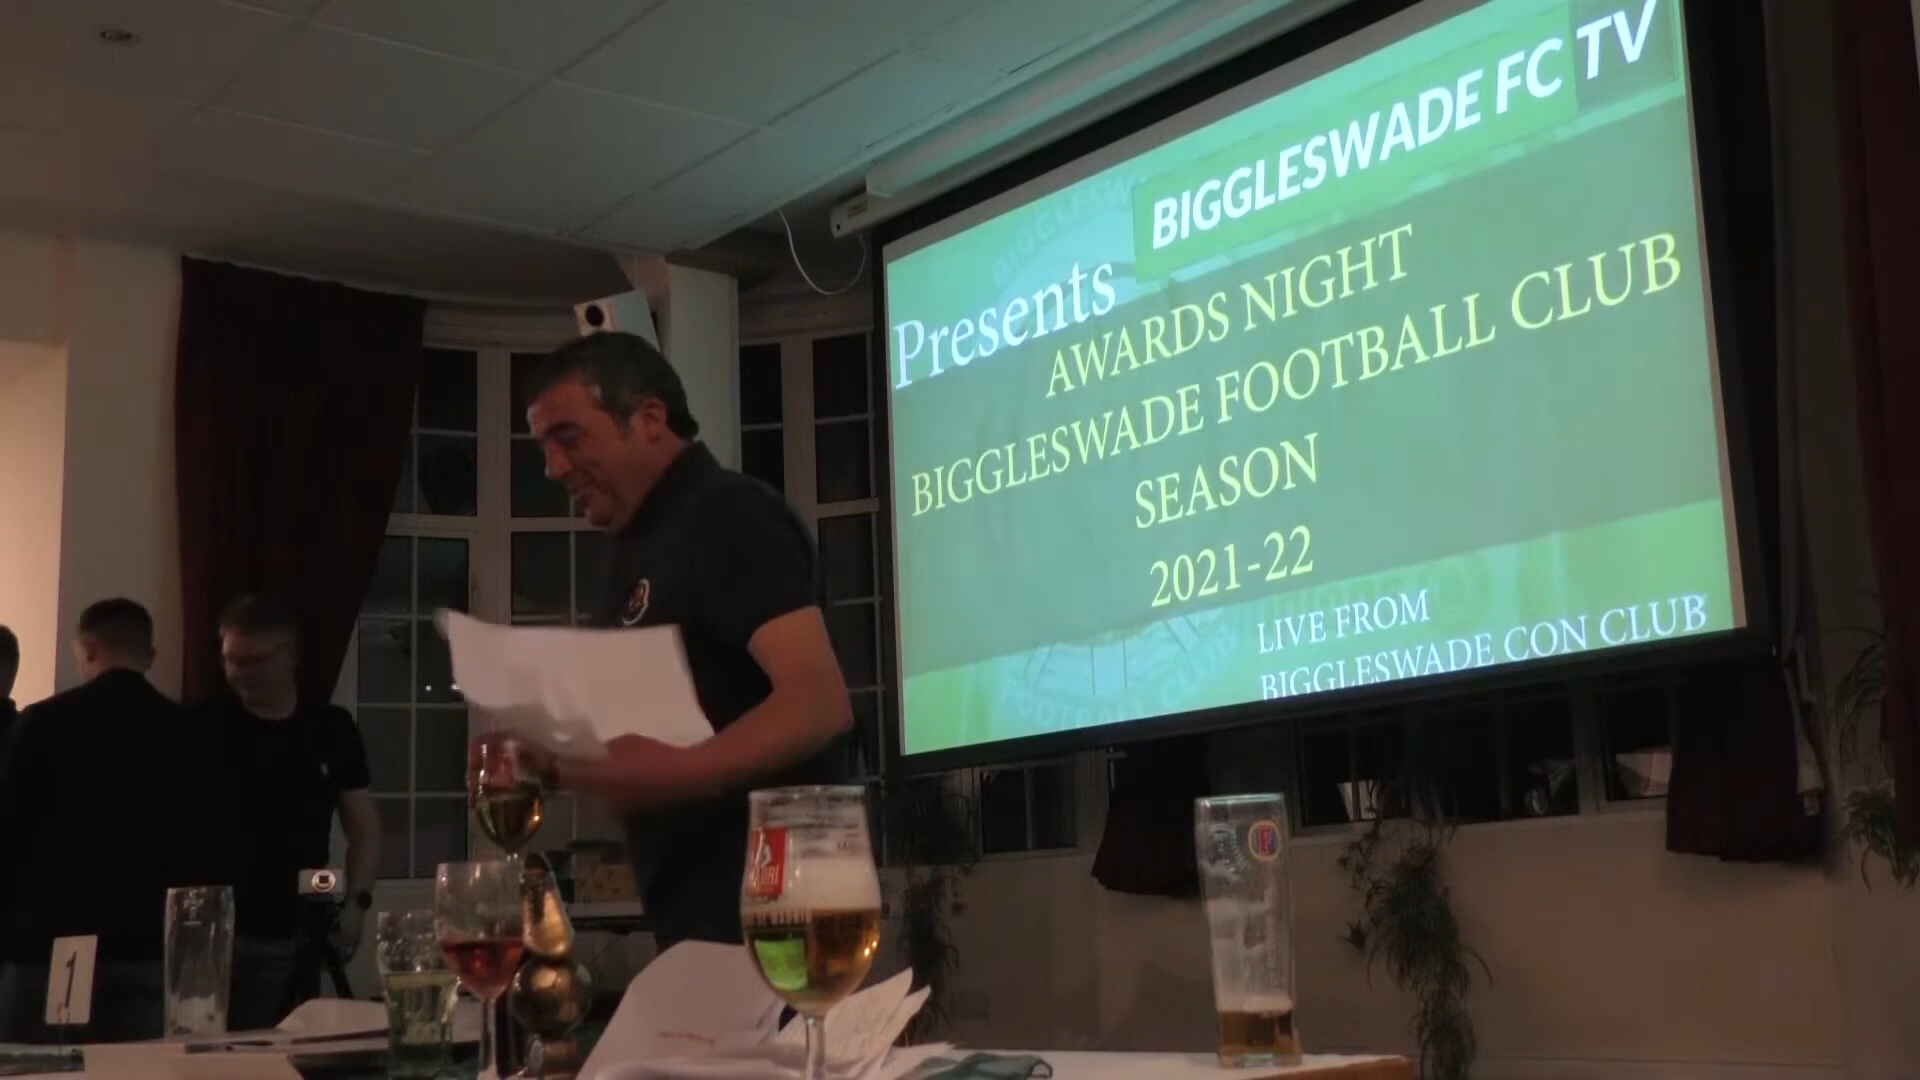 BIGGLESWADE FC TV
Presents
AWARDS NIGHT
BIGGLESWADE FOOTBALL CLUB
SEASON
2021-22
LIVE FROM
BIGGLESWADE CON CLUB
1